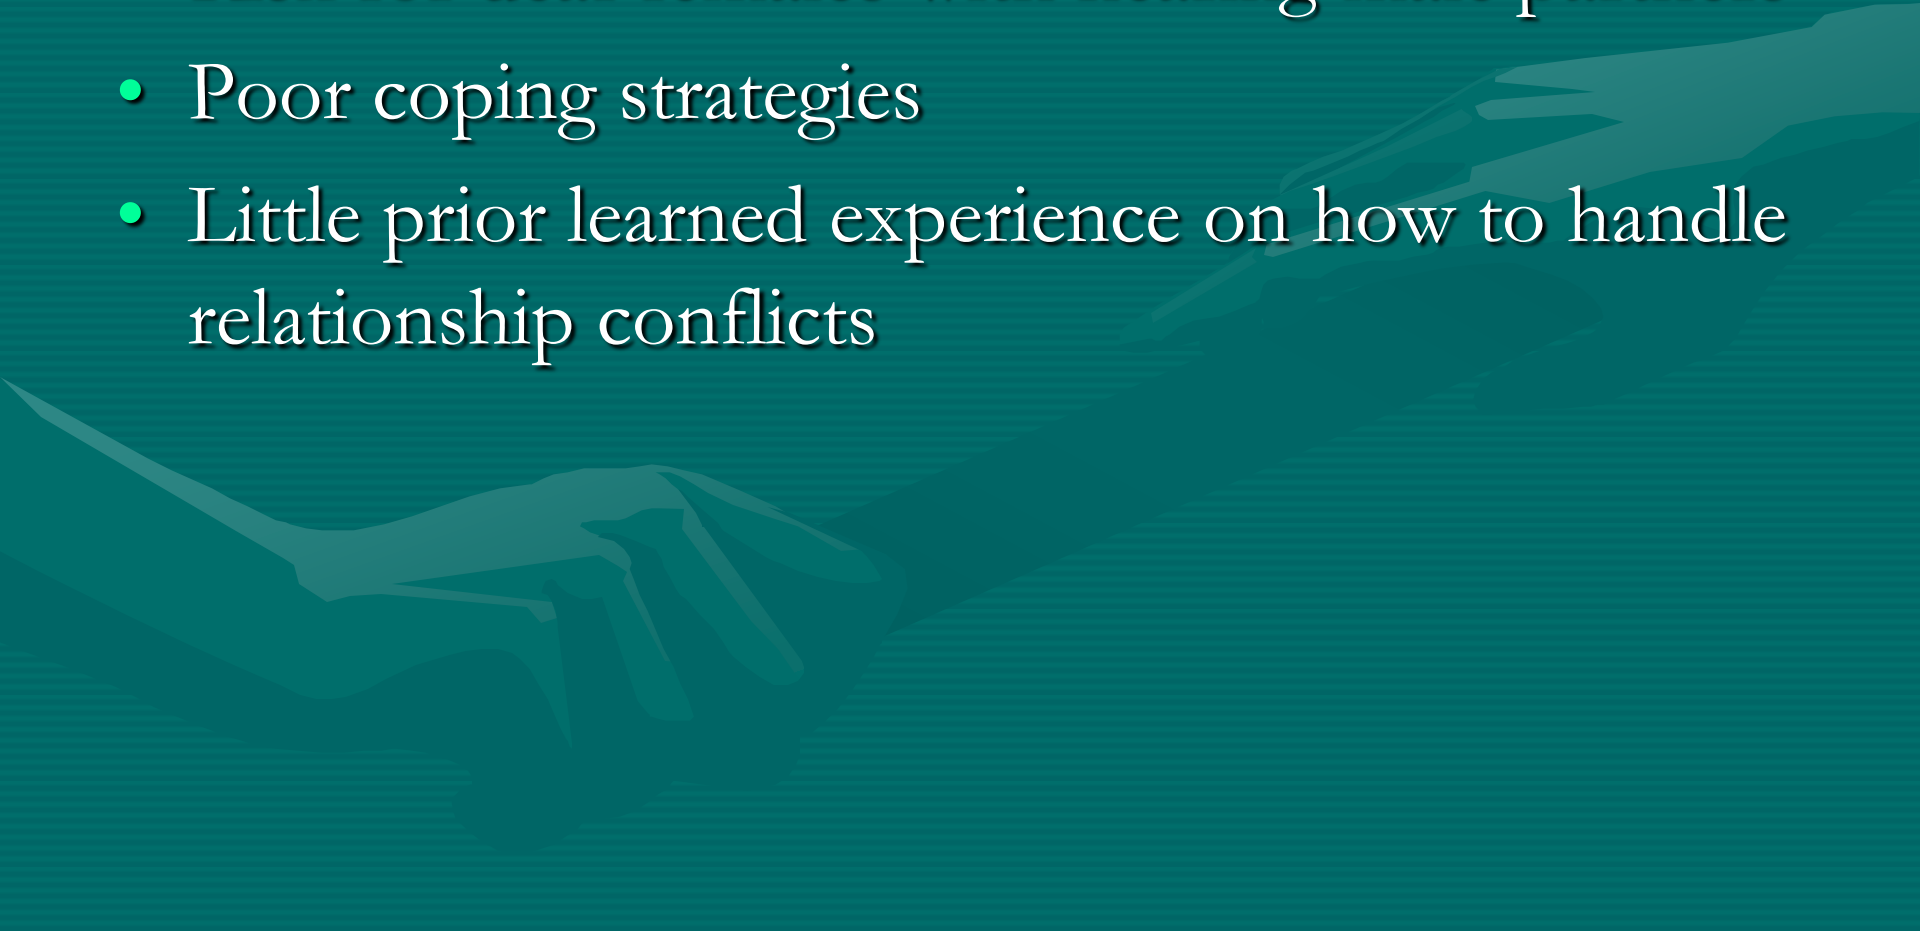 Poor coping strategies
Little prior learned experience on how to handle
relationship conflicts